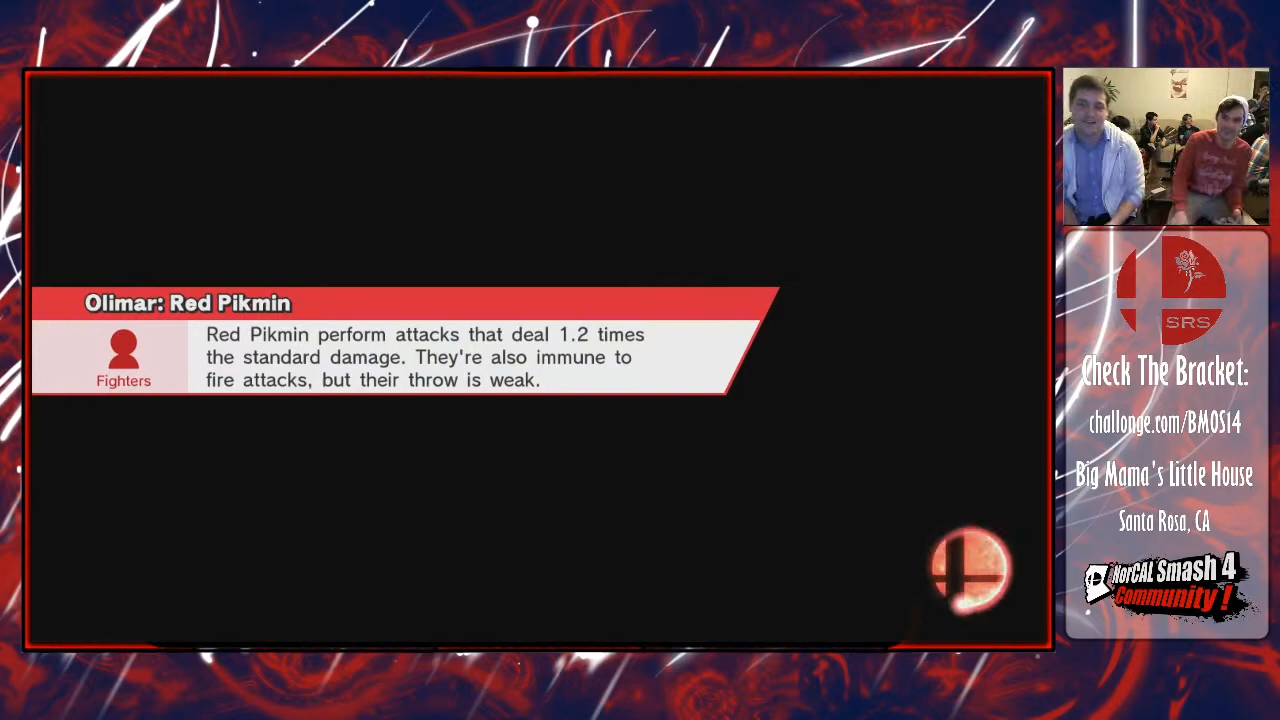 Olimar: Red Pikmin
Red Pikmin perform attacks that deal 1.2 times
the standard damage. They're also immune to
fire attacks, but their throw is weak.
Fighters
SRS
Check The Bracket:
challonge.com/BMOS14
Big Mama's Little House
Santa Rosa, CA
NorCAL Smash 4
Community!